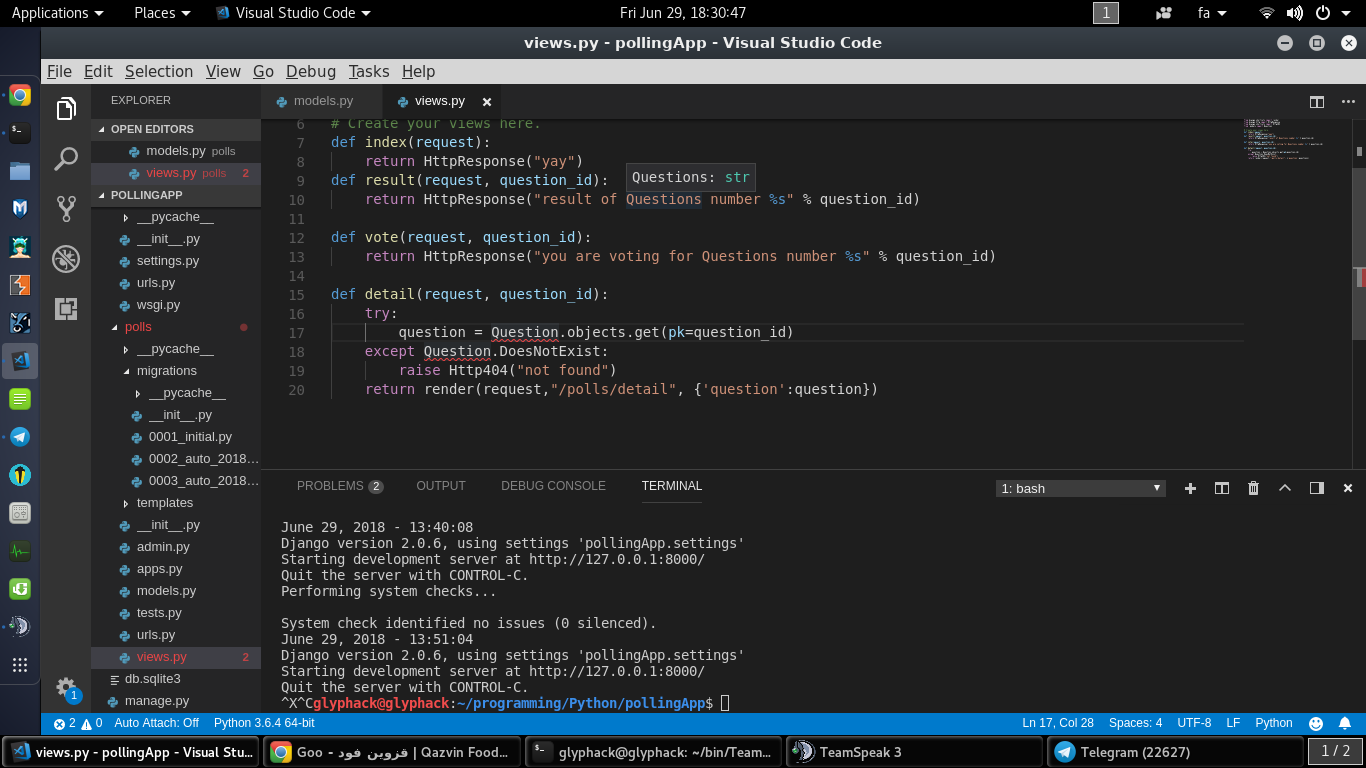 Applications Places Visual Studio Code Fri Jun 29, 18:30:47 1 fa
views.py - pollingApp - Visual Studio Code
File Edit Selection View Go Debug Tasks Help
EXPLORER
OPEN EDITORS
models.py polls
views.py polls 2
POLLINGAPP
__pycache__
__init__.py
settings.py
urls.py
wsgi.py
polls
__pycache__
migrations
__pycache__
__init__.py
0001_initial.py
0002_auto_2018...
0003_auto_2018...
templates
__init__.py
admin.py
apps.py
models.py
tests.py
urls.py
views.py 2
db.sqlite3
manage.py
1
models.py views.py
6 # Create your views here.
7 def index(request):
8 return HttpResponse("yay")
9 def result(request, question_id):
Questions: str
10 return HttpResponse("result of Questions number %s" % question_id)
11
12 def vote(request, question_id):
13 return HttpResponse("you are voting for Questions number %s" % question_id)
14
15 def detail(request, question_id):
16 try:
17 question = Question.objects.get(pk=question_id)
18 except Question.DoesNotExist:
19 raise Http404("not found")
20 return render(request,"/polls/detail", {'question':question})
PROBLEMS 2 OUTPUT DEBUG CONSOLE TERMINAL 1: bash
June 29, 2018 - 13:40:08
Django version 2.0.6, using settings 'pollingApp.settings'
Starting development server at http://127.0.0.1:8000/
Quit the server with CONTROL-C.
Performing system checks...
System check identified no issues (0 silenced).
June 29, 2018 - 13:51:04
Django version 2.0.6, using settings 'pollingApp.settings'
Starting development server at http://127.0.0.1:8000/
Quit the server with CONTROL-C.
^X^Cglyphack@glyphack:~/programming/Python/pollingApp$
2 0 Auto Attach: Off Python 3.6.4 64-bit Ln 17, Col 28 Spaces: 4 UTF-8 LF Python
views.py - pollingApp - Visual Stu... قزوین فود | Qazvin Food... - Goo glyphack@glyphack: ~/bin/Team... TeamSpeak 3 Telegram (22627) 1 / 2